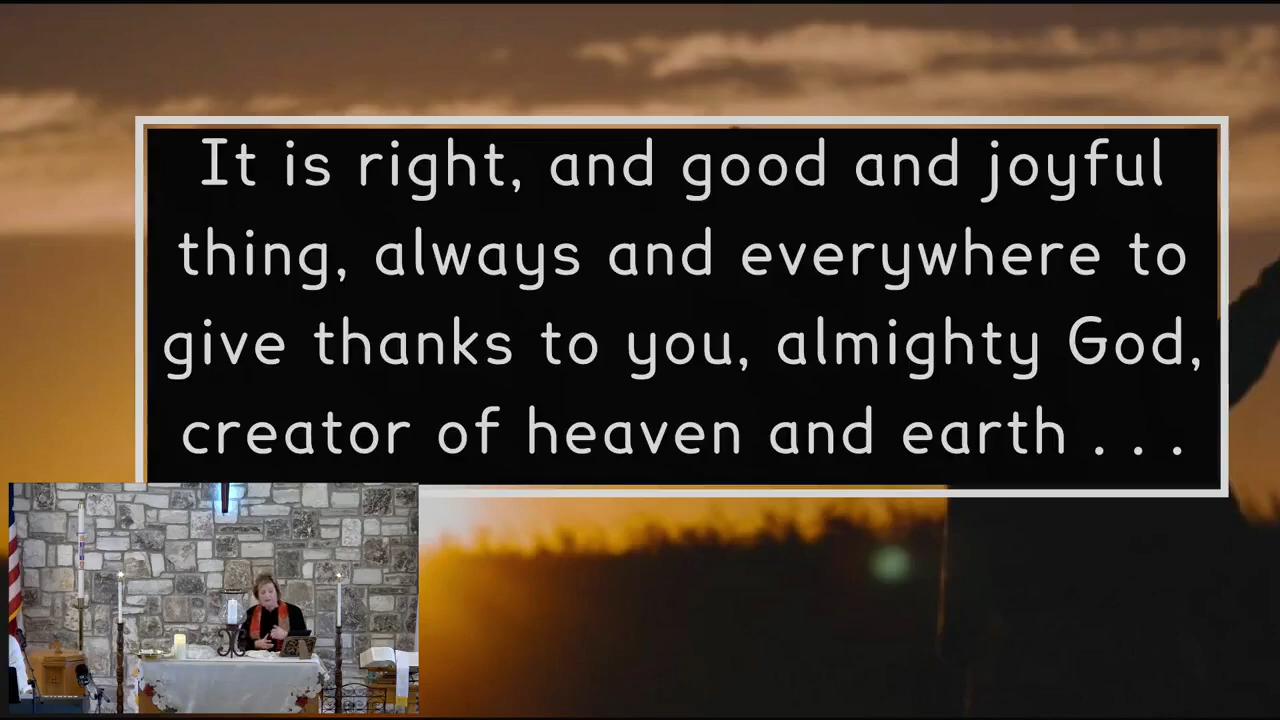 It is right, and good and joyful
thing, always and everywhere to
give thanks to you, almighty God,
creator of heaven and earth . . .